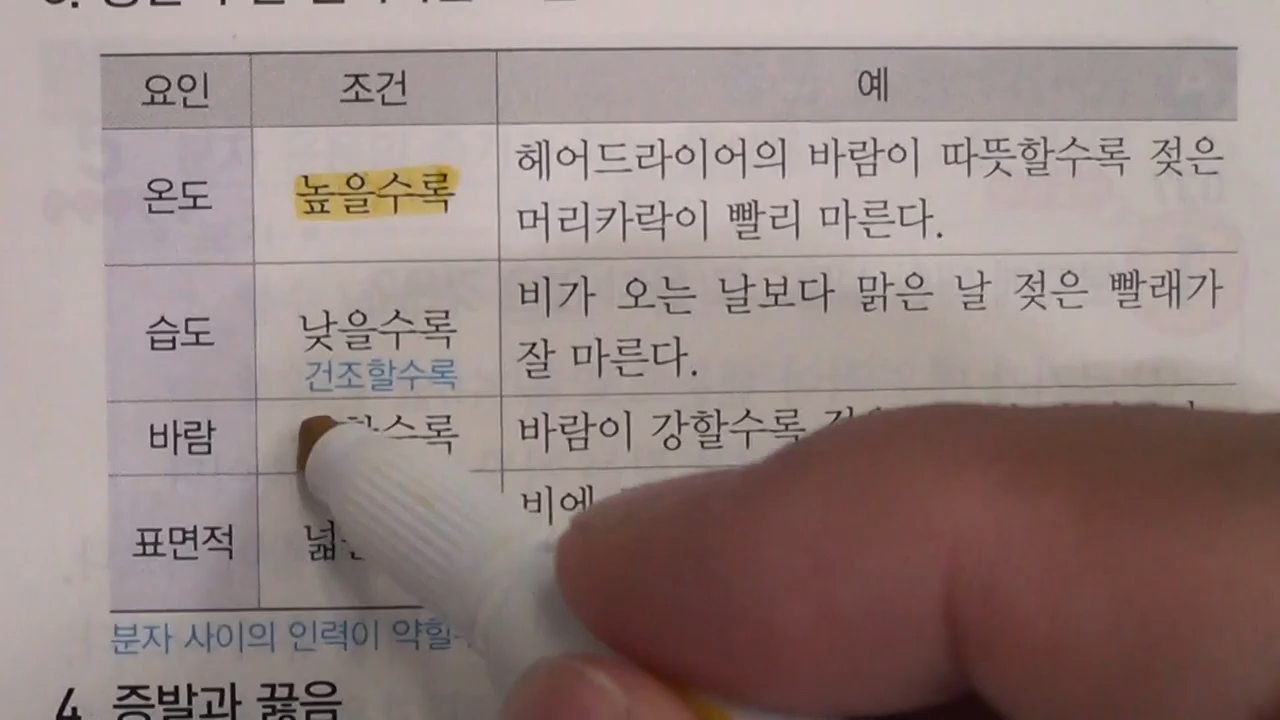 요인 조건 예
온도 높을수록 헤어드라이어의 바람이 따뜻할수록 젖은
머리카락이 빨리 마른다.
습도 낮을수록 비가 오는 날보다 맑은 날 젖은 빨래가
건조할수록 잘 마른다.
바람 바람이 강할수록
표면적 비에
분자 사이의 인력이
4 증발과 끓음